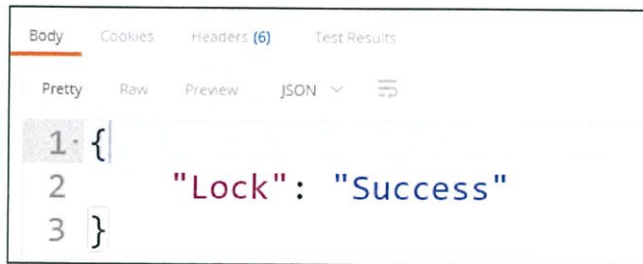 Body Cookies Headers (6) Test Results
Pretty Raw Preview JSON
1 {
2 "Lock": "Success"
3 }